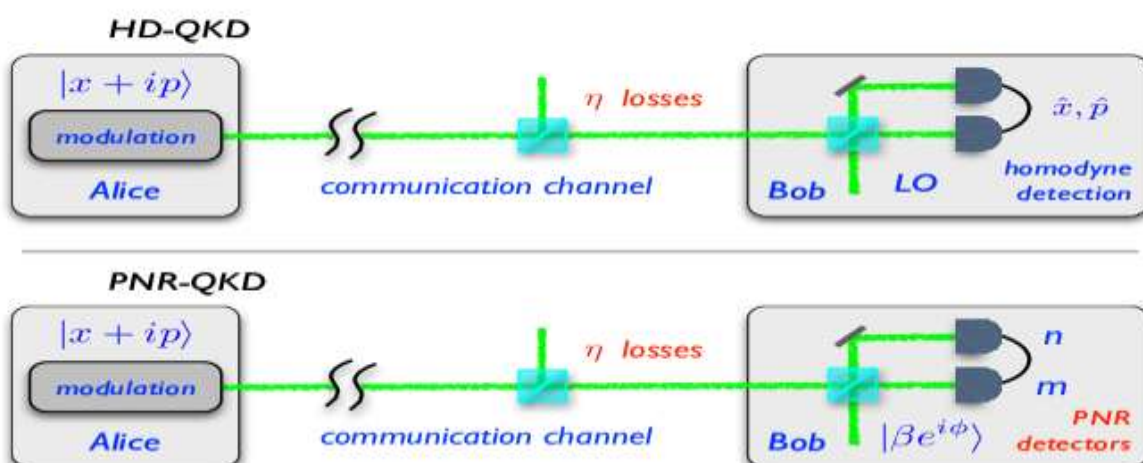 HD-QKD
|x + ip⟩
modulation
Alice
communication channel
η losses
Bob
LO
x̂, p̂
homodyne
detection
PNR-QKD
|x + ip⟩
modulation
Alice
communication channel
η losses
Bob
|βe^{iϕ}⟩
n
m
PNR
detectors